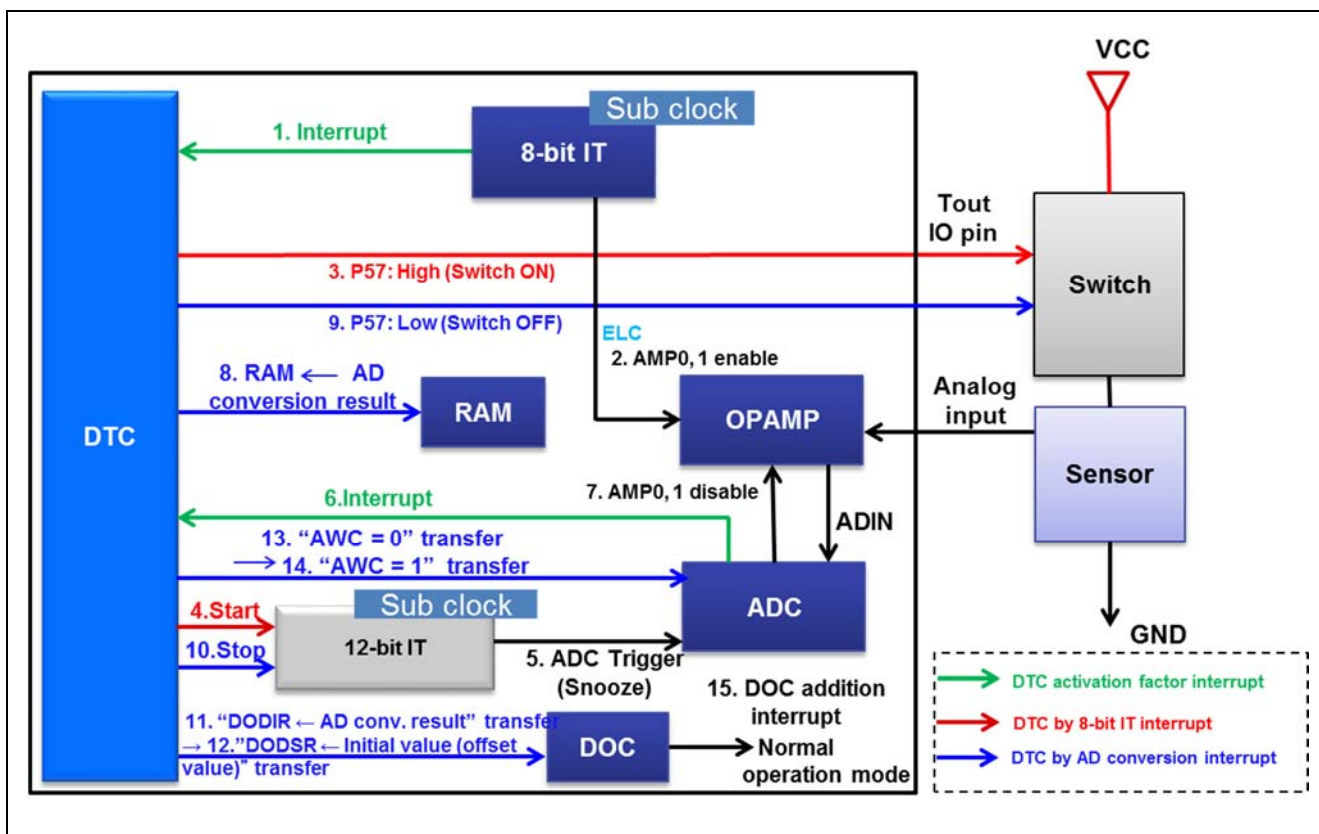 VCC
Sub clock
1. Interrupt
8-bit IT
Tout
IO pin
3. P57: High (Switch ON)
Switch
9. P57: Low (Switch OFF)
ELC
2. AMP0, 1 enable
8. RAM ← AD
conversion result
RAM
OPAMP
Analog
input
DTC
Sensor
6.Interrupt
7. AMP0, 1 disable
ADIN
13. “AWC = 0” transfer
→ 14. “AWC = 1” transfer
ADC
Sub clock
4.Start
12-bit IT
10.Stop
5. ADC Trigger
(Snooze)
GND
15. DOC addition
interrupt
11. “DODIR ← AD conv. result” transfer
→ 12.”DODSR ← Initial value (offset
value)” transfer
DOC
Normal
operation mode
DTC activation factor interrupt
DTC by 8-bit IT interrupt
DTC by AD conversion interrupt